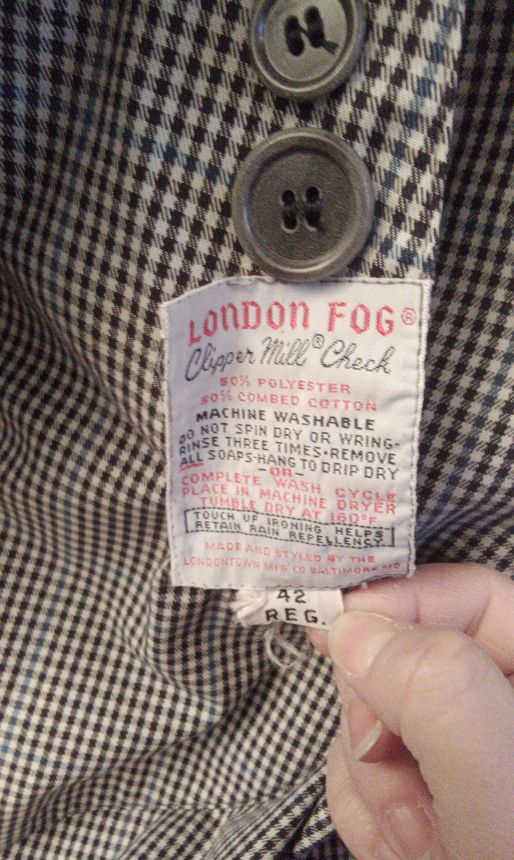 LONDON FOG®
Clipper Mill® Check
50% POLYESTER
50% COMBED COTTON
MACHINE WASHABLE
DO NOT SPIN DRY OR WRING-
RINSE THREE TIMES•REMOVE
ALL SOAPS-HANG TO DRIP DRY
-OR-
COMPLETE WASH CYCLE
PLACE IN MACHINE DRYER
TUMBLE DRY AT 160°F
TOUCH UP IRONING HELPS
RETAIN RAIN REPELLENCY
MADE AND STYLED BY THE
LONDONTOWN MFG. CO BALTIMORE MD.
42
REG.